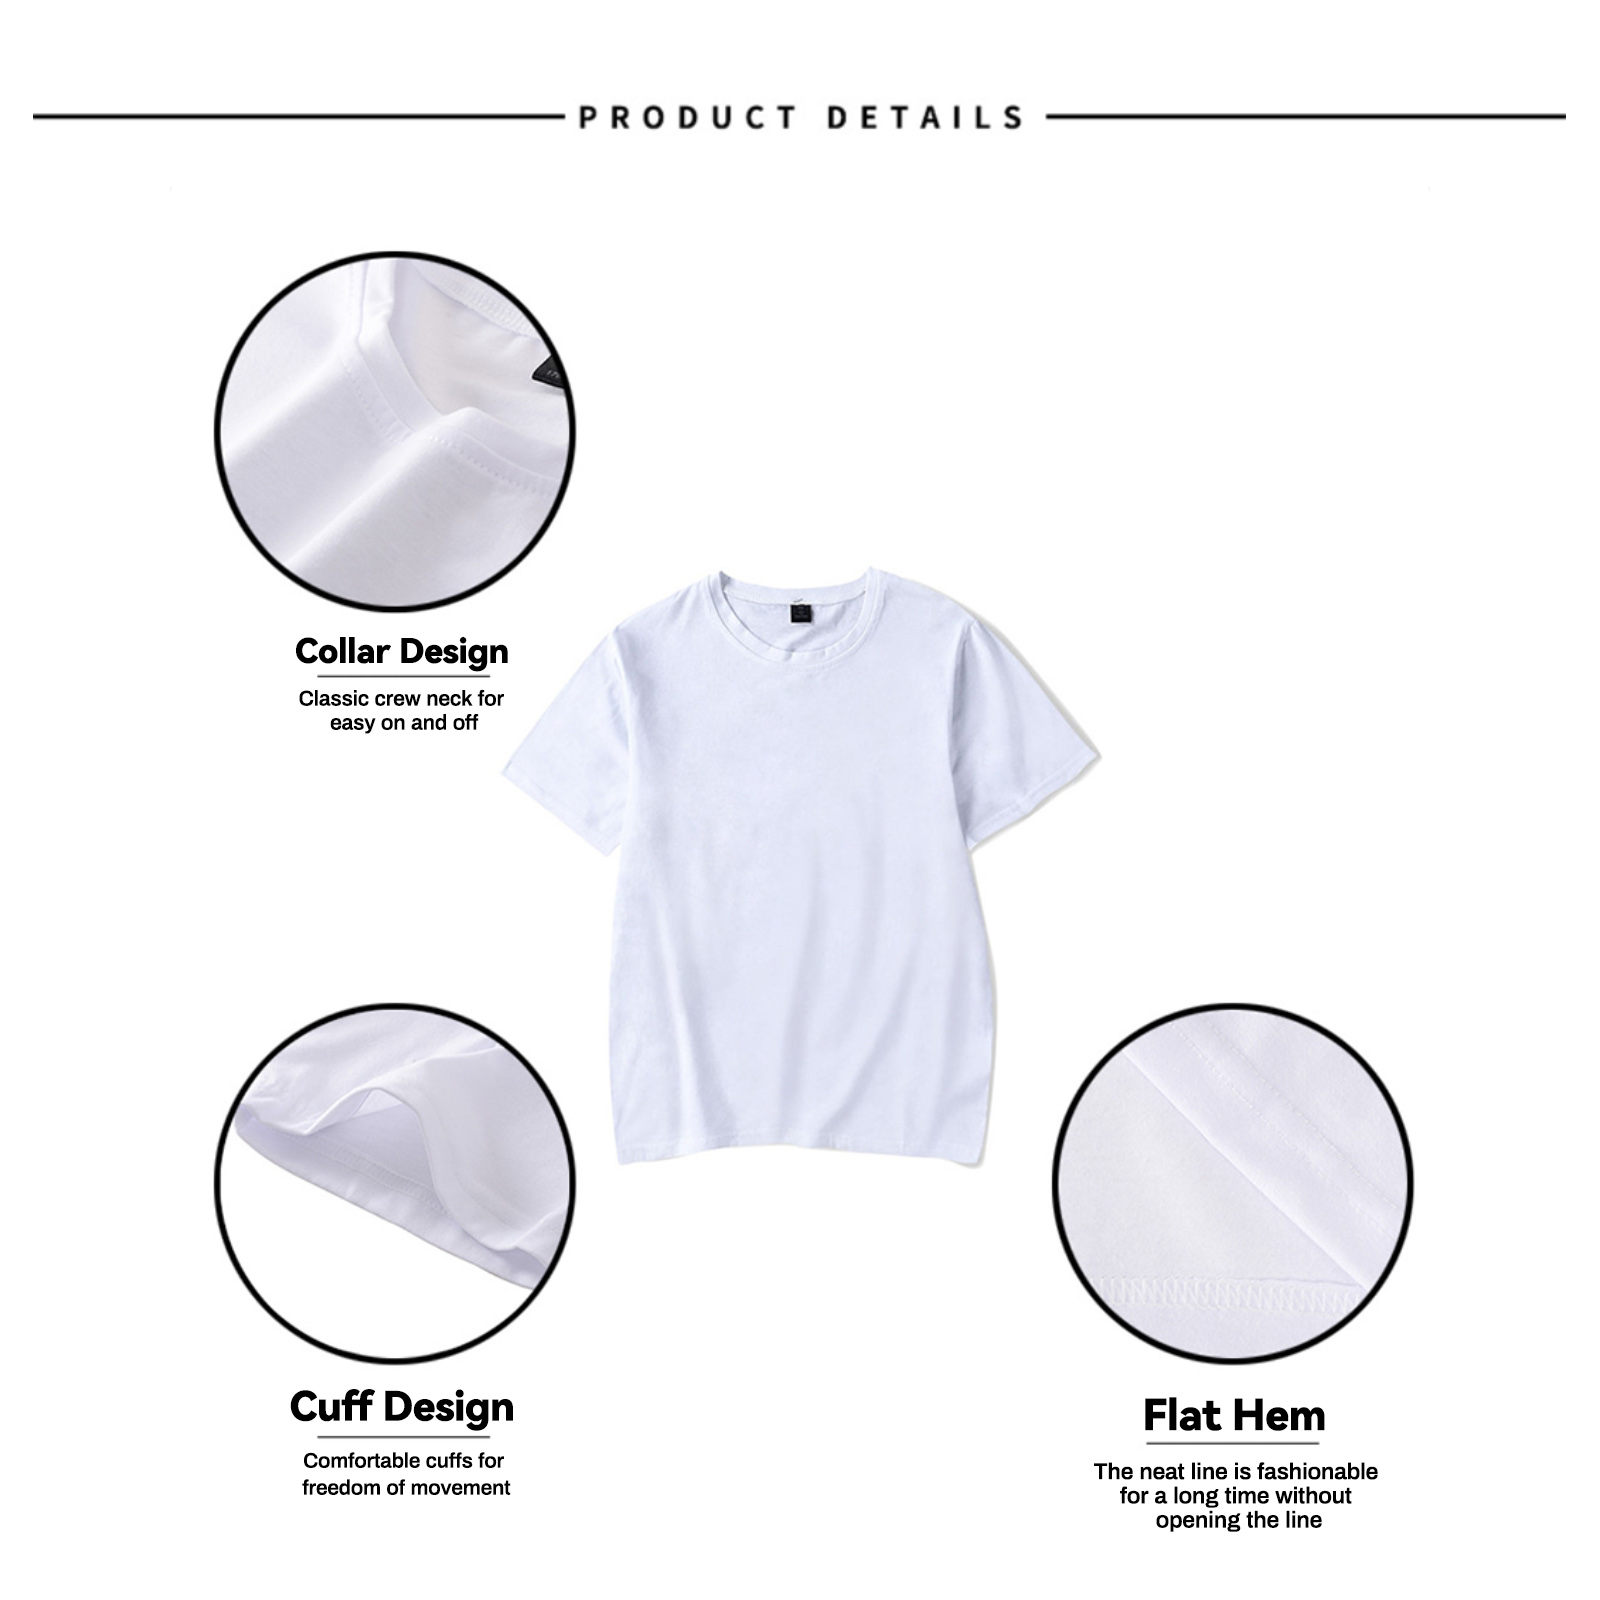 PRODUCT DETAILS
Collar Design
Classic crew neck for
easy on and off
Cuff Design
Comfortable cuffs for
freedom of movement
Flat Hem
The neat line is fashionable
for a long time without
opening the line